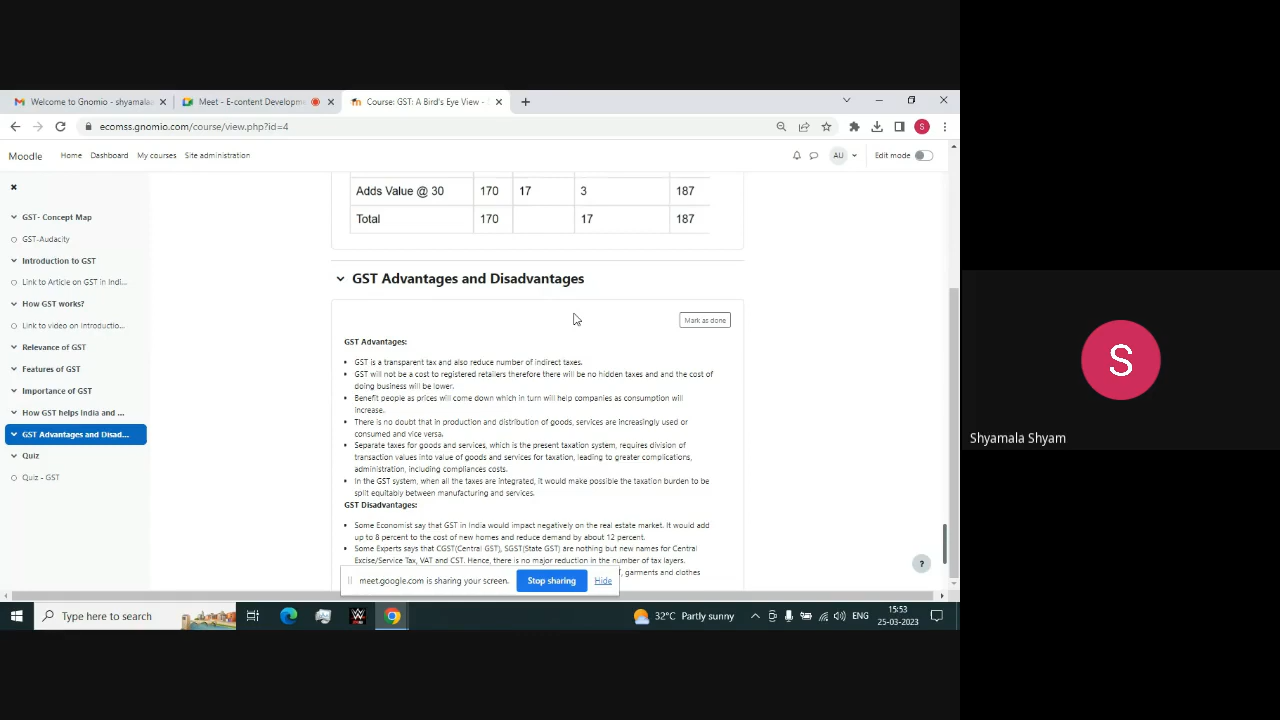 Welcome to Gnomio - shyamala
Meet - E-content Developm
Course: GST: A Bird's Eye View -
ecomss.gnomio.com/course/view.php?id=4
S
Moodle
Home
Dashboard
My courses
Site administration
AU
Edit mode
GST- Concept Map
GST-Audacity
Introduction to GST
Link to Article on GST in Indi...
How GST works?
Link to video on Introductio...
Relevance of GST
Features of GST
Importance of GST
How GST helps India and ...
GST Advantages and Disad...
Quiz
Quiz - GST
Adds Value @ 30 170 17 3 187
Total 170 17 187
GST Advantages and Disadvantages
Mark as done
GST Advantages:
GST is a transparent tax and also reduce number of indirect taxes.
GST will not be a cost to registered retailers therefore there will be no hidden taxes and and the cost of
doing business will be lower.
Benefit people as prices will come down which in turn will help companies as consumption will
increase.
There is no doubt that in production and distribution of goods, services are increasingly used or
consumed and vice versa.
Separate taxes for goods and services, which is the present taxation system, requires division of
transaction values into value of goods and services for taxation, leading to greater complications,
administration, including compliances costs.
In the GST system, when all the taxes are integrated, it would make possible the taxation burden to be
split equitably between manufacturing and services.
GST Disadvantages:
Some Economist say that GST in India would impact negatively on the real estate market. It would add
up to 8 percent to the cost of new homes and reduce demand by about 12 percent.
Some Experts says that CGST(Central GST), SGST(State GST) are nothing but new names for Central
Excise/Service Tax, VAT and CST. Hence, there is no major reduction in the number of tax layers.
garments and clothes
?
meet.google.com is sharing your screen.
Stop sharing
Hide
Type here to search
32°C Partly sunny
ENG
15:53
25-03-2023
S
Shyamala Shyam